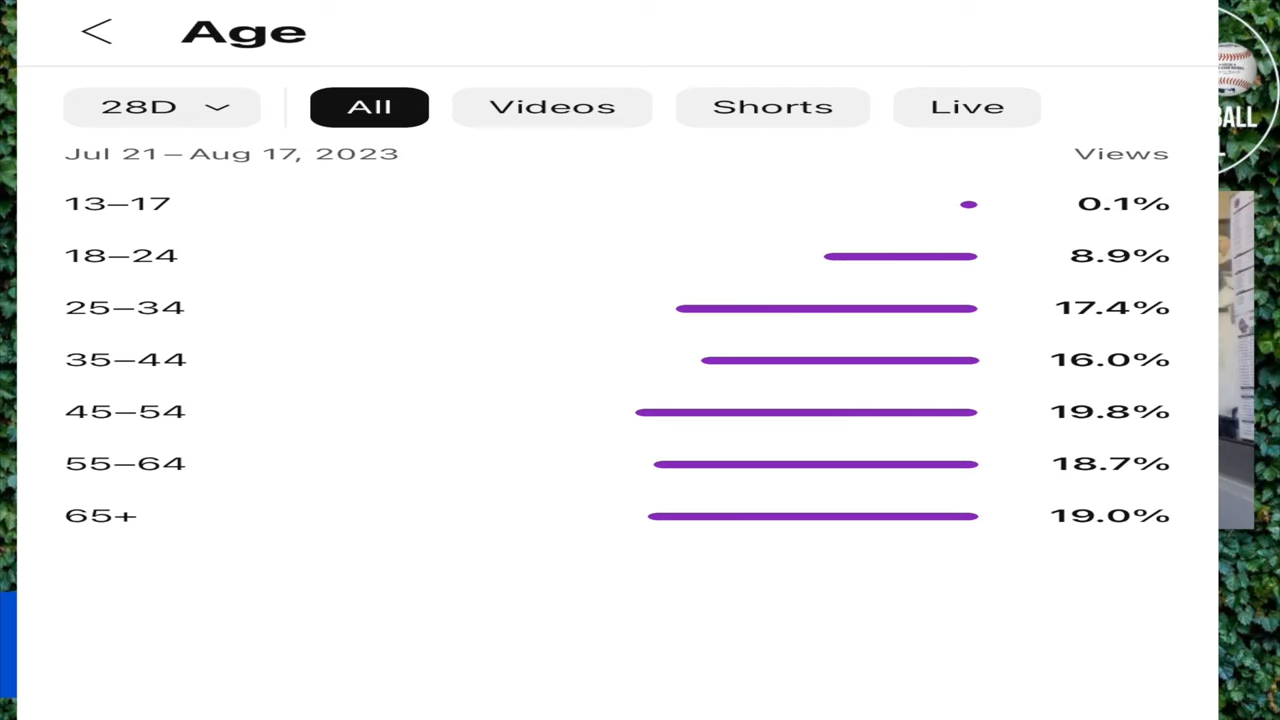 Age
28D All Videos Shorts Live
Jul 21 – Aug 17, 2023 Views
13–17 0.1%
18–24 8.9%
25–34 17.4%
35–44 16.0%
45–54 19.8%
55–64 18.7%
65+ 19.0%